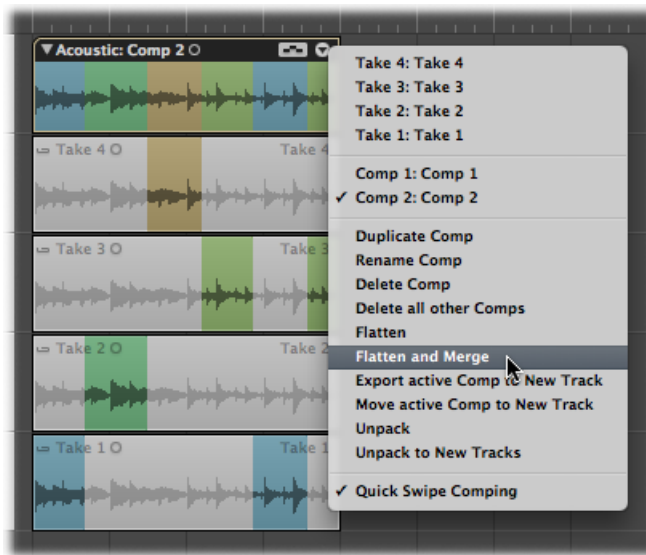 Acoustic: Comp 2
Take 4: Take 4
Take 3: Take 3
Take 2: Take 2
Take 1: Take 1
Comp 1: Comp 1
✓ Comp 2: Comp 2
Duplicate Comp
Rename Comp
Delete Comp
Delete all other Comps
Flatten
Flatten and Merge
Export active Comp to New Track
Move active Comp to New Track
Unpack
Unpack to New Tracks
✓ Quick Swipe Comping
Take 4 Take 4
Take 3 Take 3
Take 2 Take 2
Take 1 Take 1